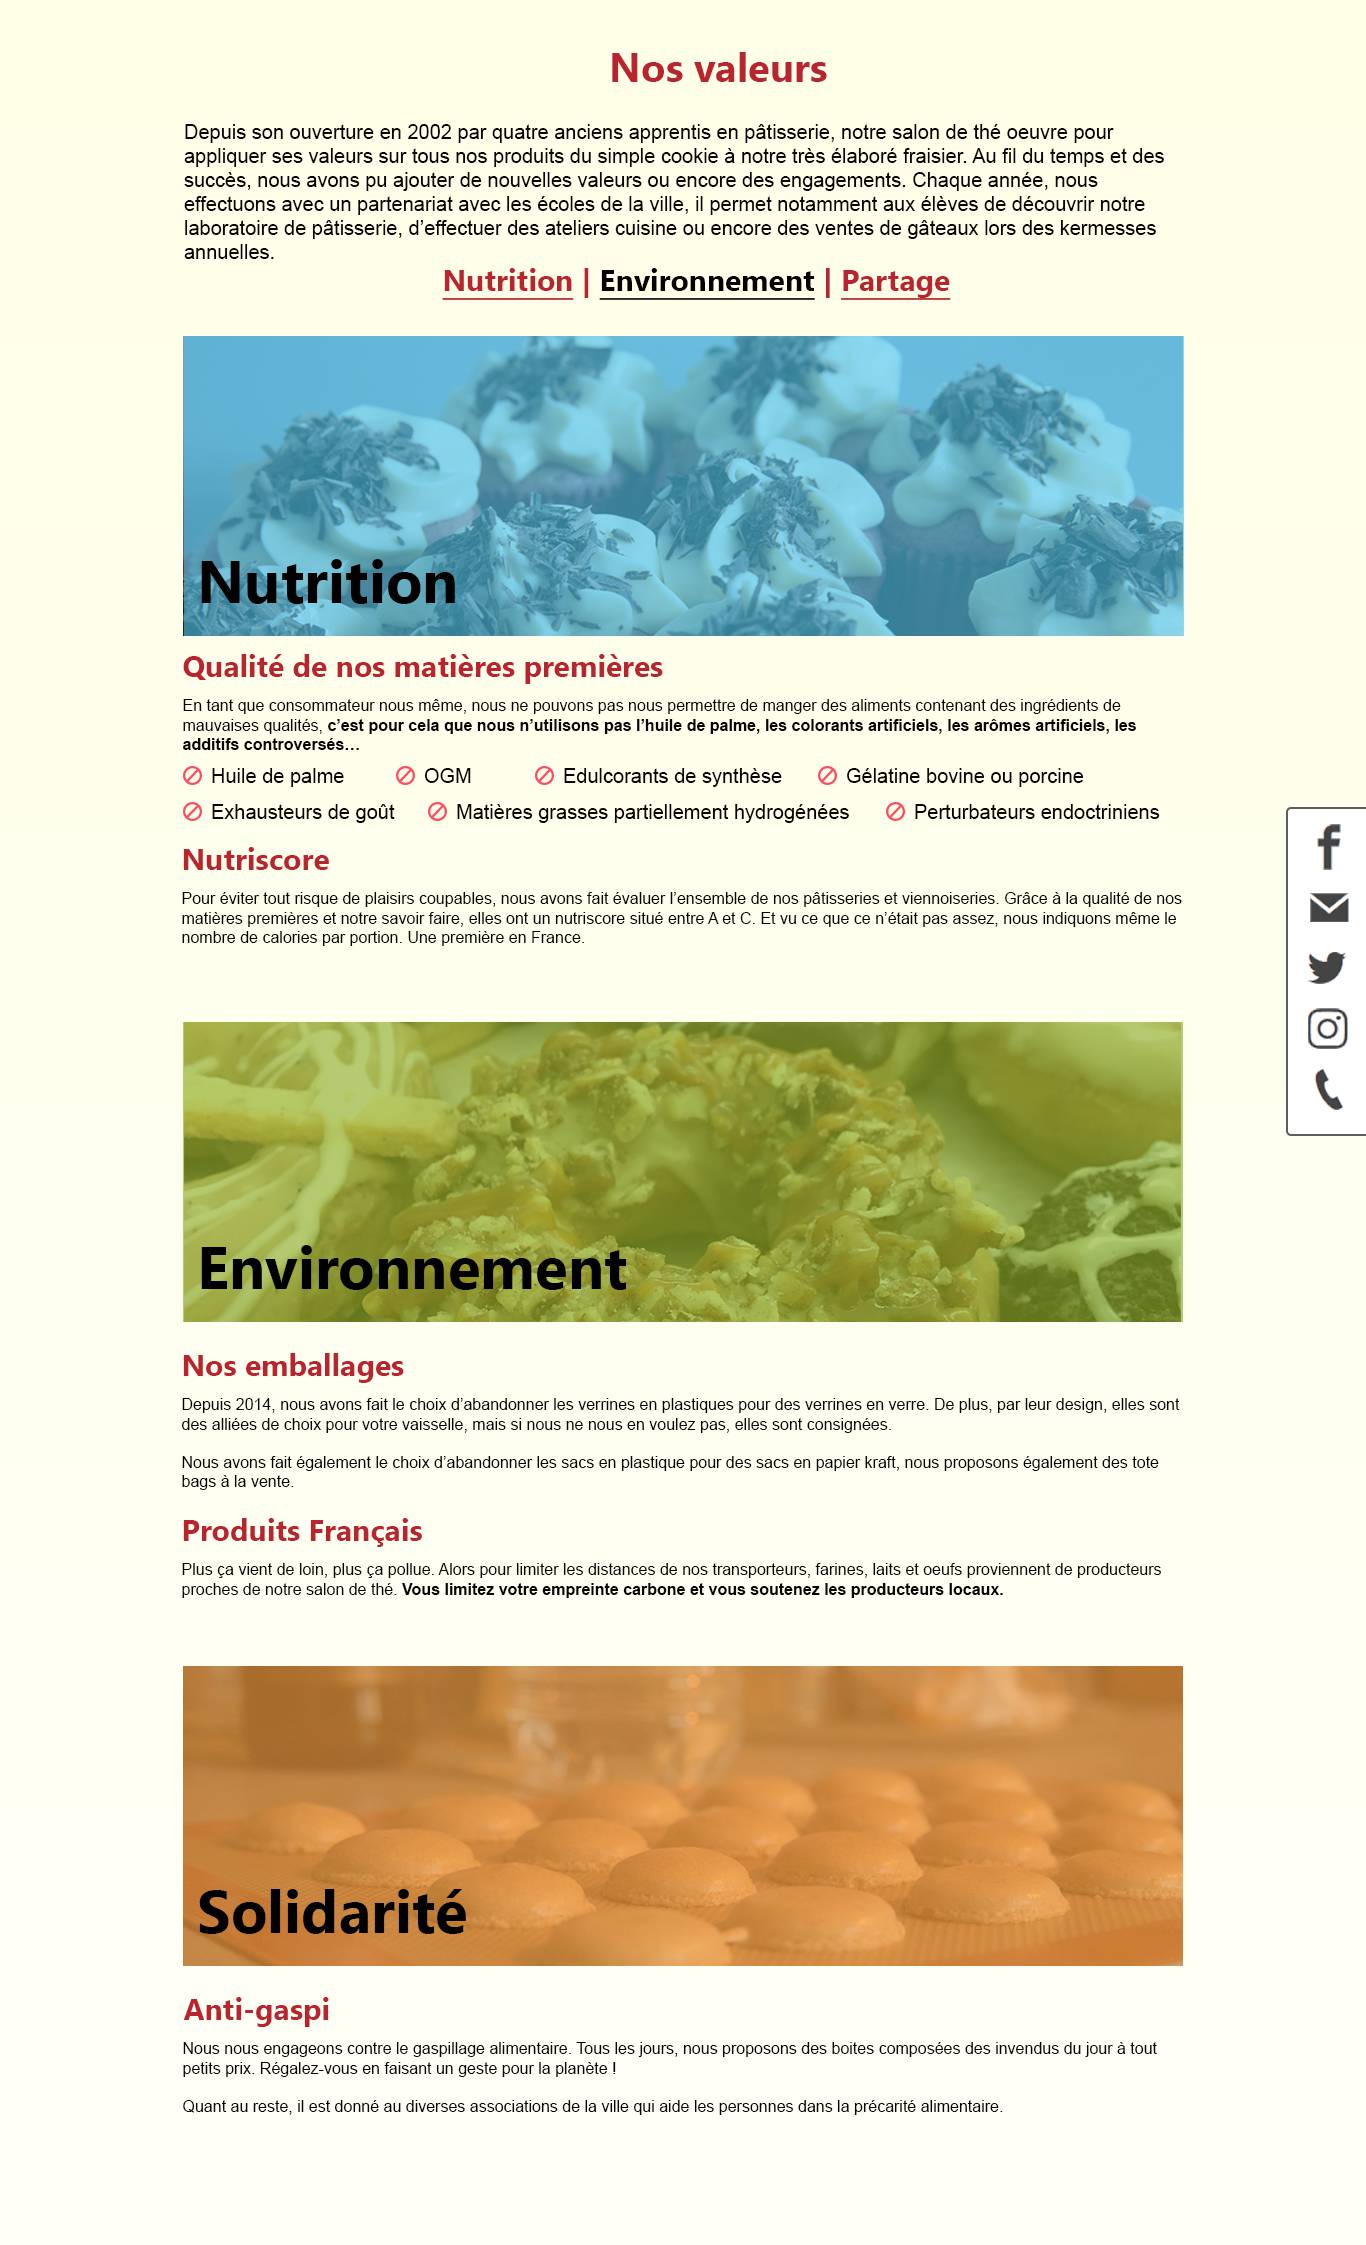 Nos valeurs
Depuis son ouverture en 2002 par quatre anciens apprentis en pâtisserie, notre salon de thé oeuvre pour
appliquer ses valeurs sur tous nos produits du simple cookie à notre très élaboré fraisier. Au fil du temps et des
succès, nous avons pu ajouter de nouvelles valeurs ou encore des engagements. Chaque année, nous
effectuons avec un partenariat avec les écoles de la ville, il permet notamment aux élèves de découvrir notre
laboratoire de pâtisserie, d’effectuer des ateliers cuisine ou encore des ventes de gâteaux lors des kermesses
annuelles.
Nutrition | Environnement | Partage
Nutrition
Qualité de nos matières premières
En tant que consommateur nous même, nous ne pouvons pas nous permettre de manger des aliments contenant des ingrédients de
mauvaises qualités, c’est pour cela que nous n’utilisons pas l’huile de palme, les colorants artificiels, les arômes artificiels, les
additifs controversés…
Huile de palme OGM Edulcorants de synthèse Gélatine bovine ou porcine
Exhausteurs de goût Matières grasses partiellement hydrogénées Perturbateurs endoctriniens
Nutriscore
Pour éviter tout risque de plaisirs coupables, nous avons fait évaluer l’ensemble de nos pâtisseries et viennoiseries. Grâce à la qualité de nos
matières premières et notre savoir faire, elles ont un nutriscore situé entre A et C. Et vu ce que ce n’était pas assez, nous indiquons même le
nombre de calories par portion. Une première en France.
Environnement
Nos emballages
Depuis 2014, nous avons fait le choix d’abandonner les verrines en plastiques pour des verrines en verre. De plus, par leur design, elles sont
des alliées de choix pour votre vaisselle, mais si nous ne nous en voulez pas, elles sont consignées.
Nous avons fait également le choix d’abandonner les sacs en plastique pour des sacs en papier kraft, nous proposons également des tote
bags à la vente.
Produits Français
Plus ça vient de loin, plus ça pollue. Alors pour limiter les distances de nos transporteurs, farines, laits et oeufs proviennent de producteurs
proches de notre salon de thé. Vous limitez votre empreinte carbone et vous soutenez les producteurs locaux.
Solidarité
Anti-gaspi
Nous nous engageons contre le gaspillage alimentaire. Tous les jours, nous proposons des boites composées des invendus du jour à tout
petits prix. Régalez-vous en faisant un geste pour la planète !
Quant au reste, il est donné au diverses associations de la ville qui aide les personnes dans la précarité alimentaire.